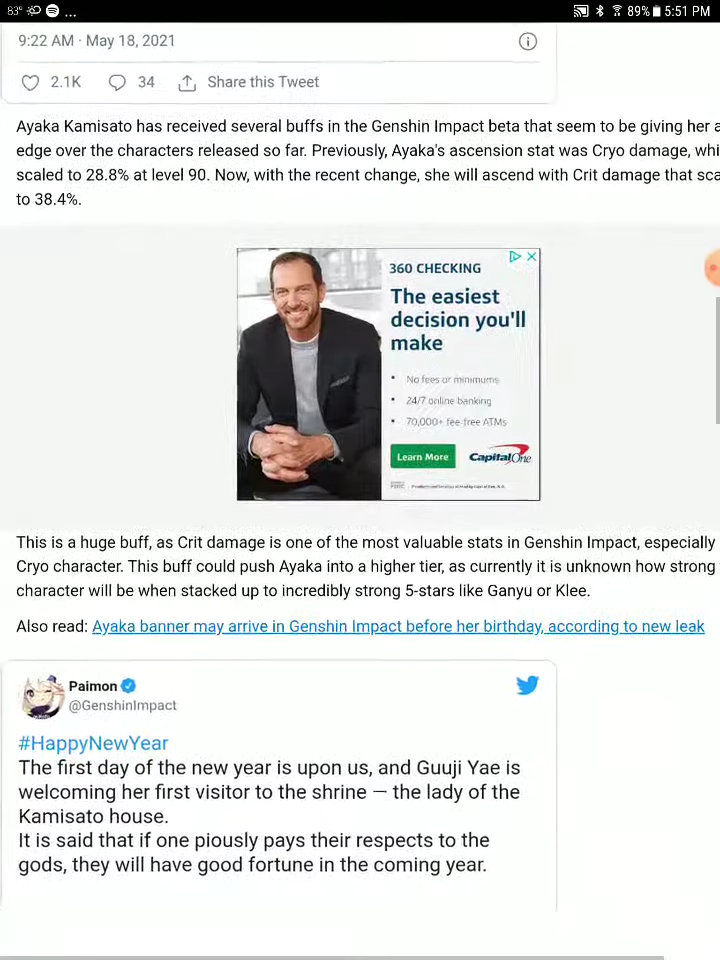 83° ...
89% 5:51 PM
9:22 AM · May 18, 2021
2.1K 34 Share this Tweet
Ayaka Kamisato has received several buffs in the Genshin Impact beta that seem to be giving her a
edge over the characters released so far. Previously, Ayaka's ascension stat was Cryo damage, whi
scaled to 28.8% at level 90. Now, with the recent change, she will ascend with Crit damage that sca
to 38.4%.
360 CHECKING
The easiest
decision you'll
make
• No fees or minimums
• 24/7 online banking
• 70,000+ fee-free ATMs
Learn More
Capital One
This is a huge buff, as Crit damage is one of the most valuable stats in Genshin Impact, especially
Cryo character. This buff could push Ayaka into a higher tier, as currently it is unknown how strong
character will be when stacked up to incredibly strong 5-stars like Ganyu or Klee.
Also read: Ayaka banner may arrive in Genshin Impact before her birthday, according to new leak
Paimon
@GenshinImpact
#HappyNewYear
The first day of the new year is upon us, and Guuji Yae is
welcoming her first visitor to the shrine — the lady of the
Kamisato house.
It is said that if one piously pays their respects to the
gods, they will have good fortune in the coming year.